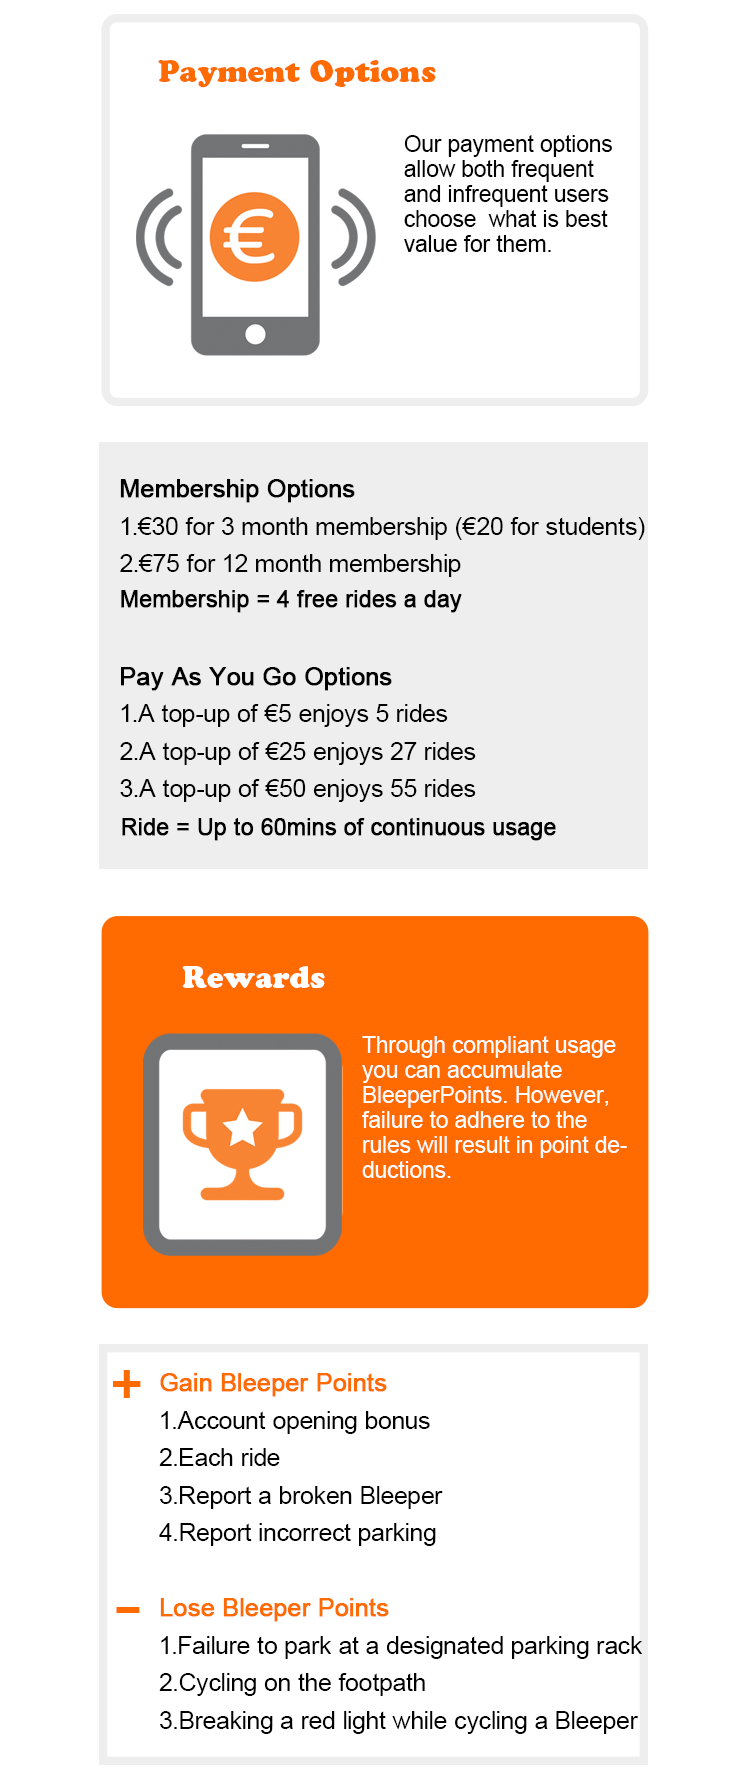 Payment Options
Our payment options
allow both frequent
and infrequent users
choose what is best
value for them.
€
Membership Options
1.€30 for 3 month membership (€20 for students)
2.€75 for 12 month membership
Membership = 4 free rides a day
Pay As You Go Options
1.A top-up of €5 enjoys 5 rides
2.A top-up of €25 enjoys 27 rides
3.A top-up of €50 enjoys 55 rides
Ride = Up to 60mins of continuous usage
Rewards
Through compliant usage
you can accumulate
BleeperPoints. However,
failure to adhere to the
rules will result in point de-
ductions.
+ Gain Bleeper Points
1.Account opening bonus
2.Each ride
3.Report a broken Bleeper
4.Report incorrect parking
– Lose Bleeper Points
1.Failure to park at a designated parking rack
2.Cycling on the footpath
3.Breaking a red light while cycling a Bleeper